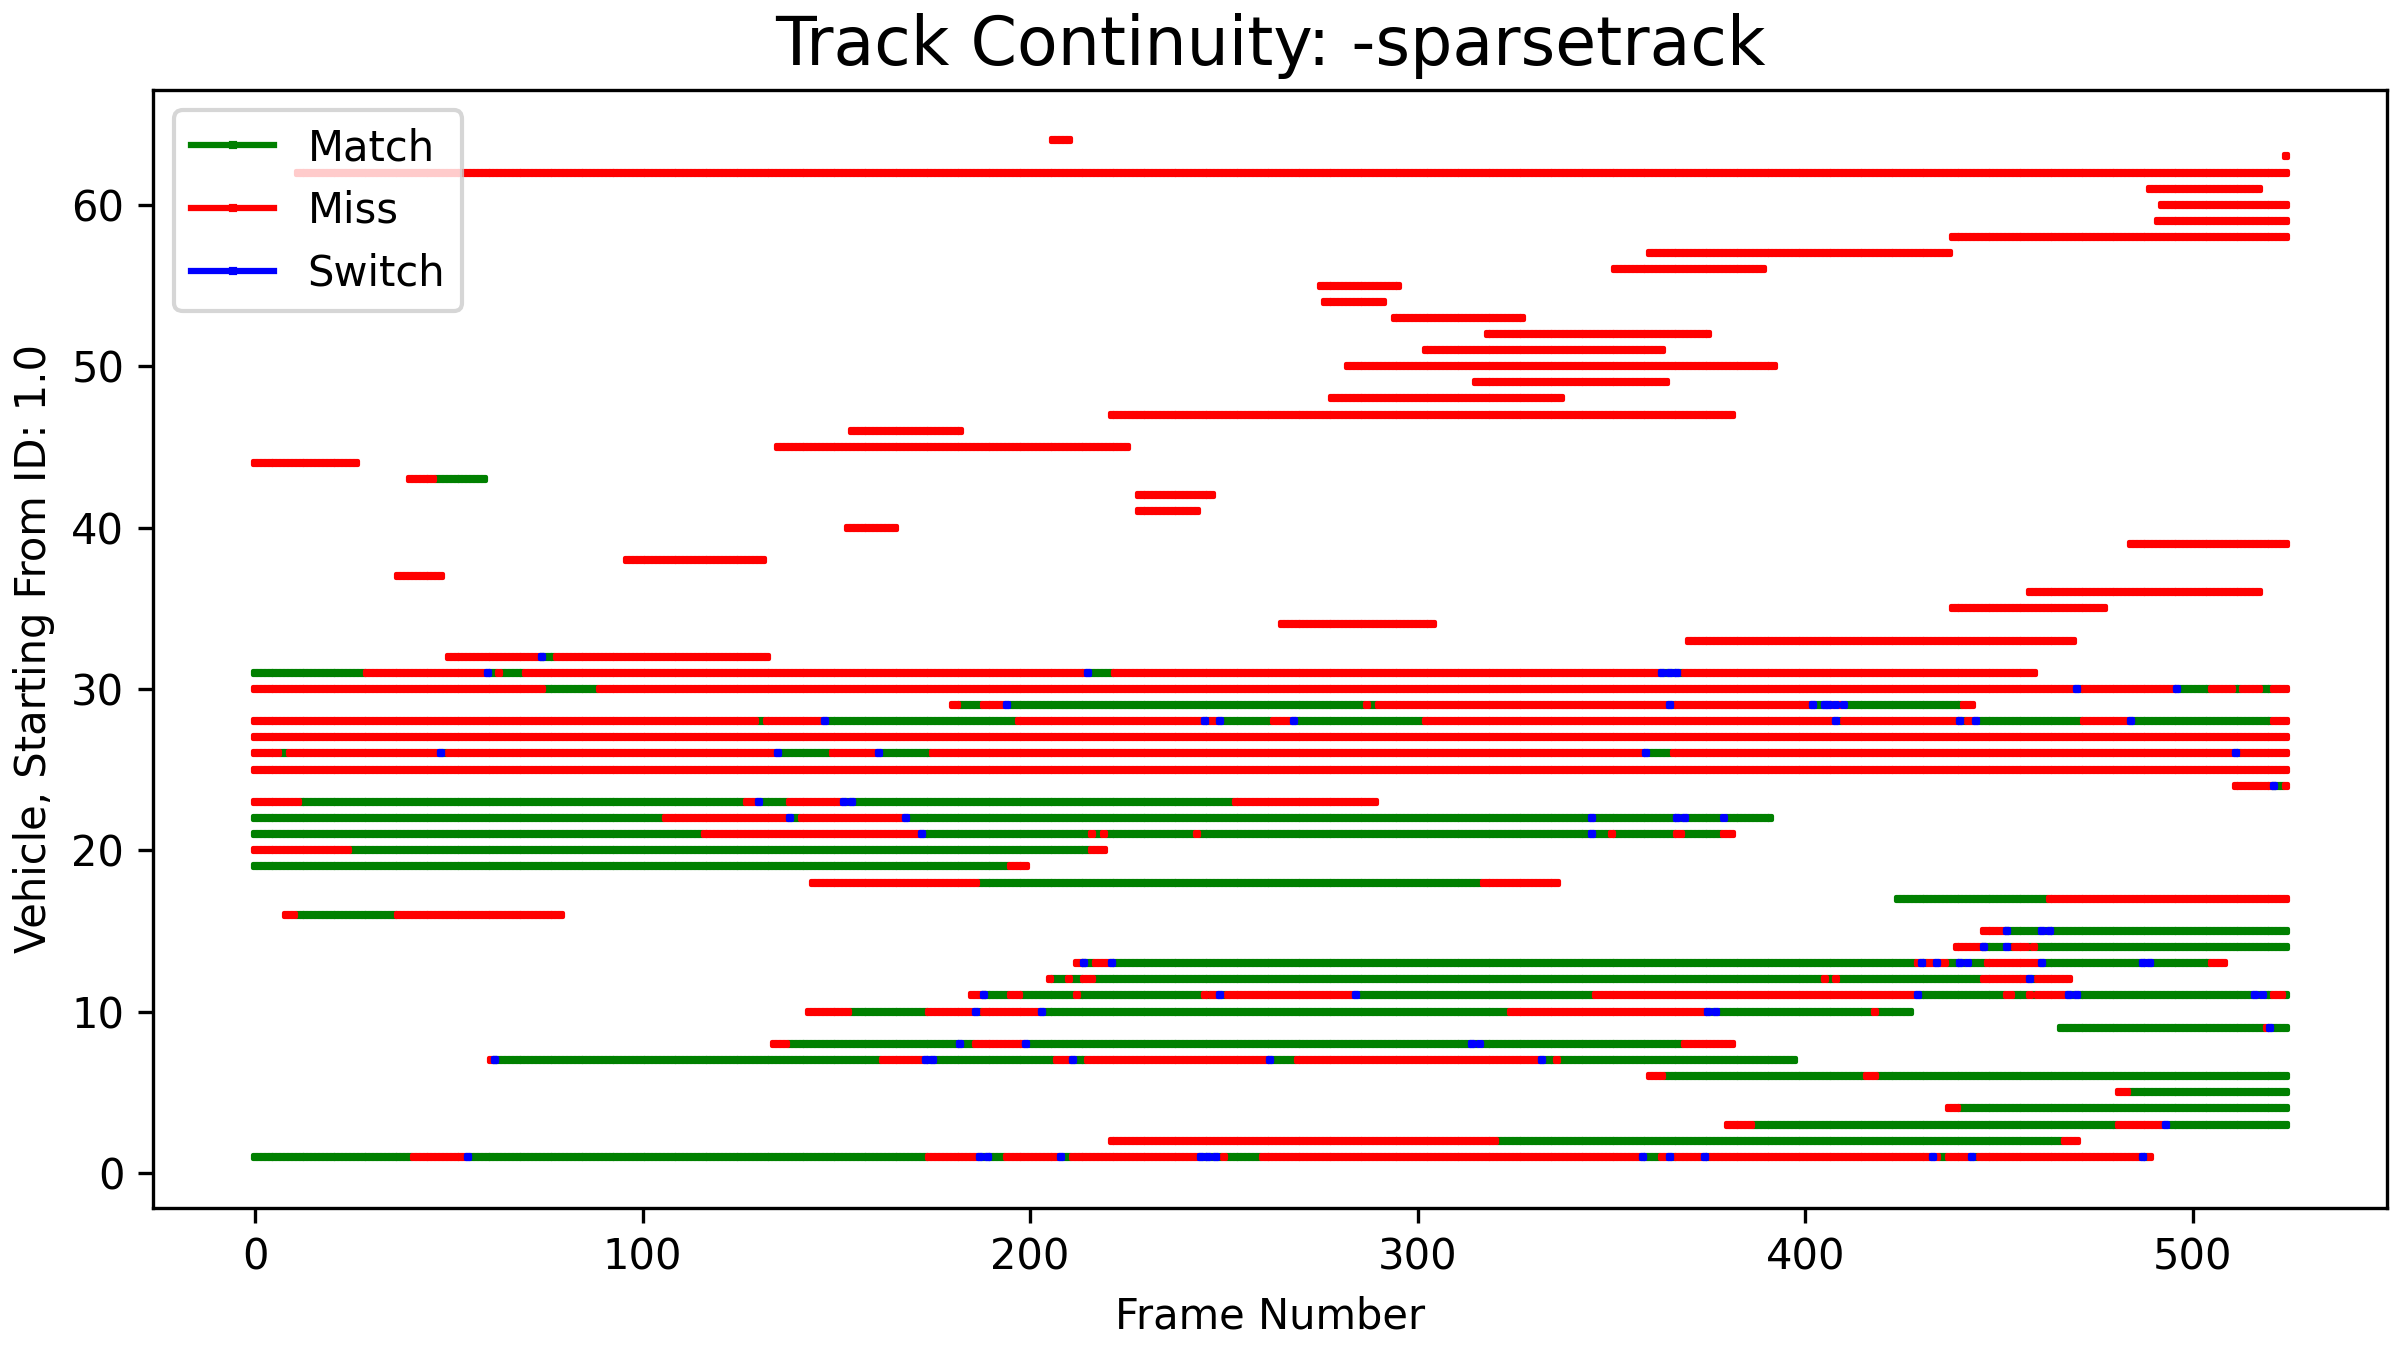 Track Continuity: -sparsetrack
Match
Miss
Switch
60
50
40
30
20
10
0
Vehicle, Starting From ID: 1.0
0 100 200 300 400 500
Frame Number